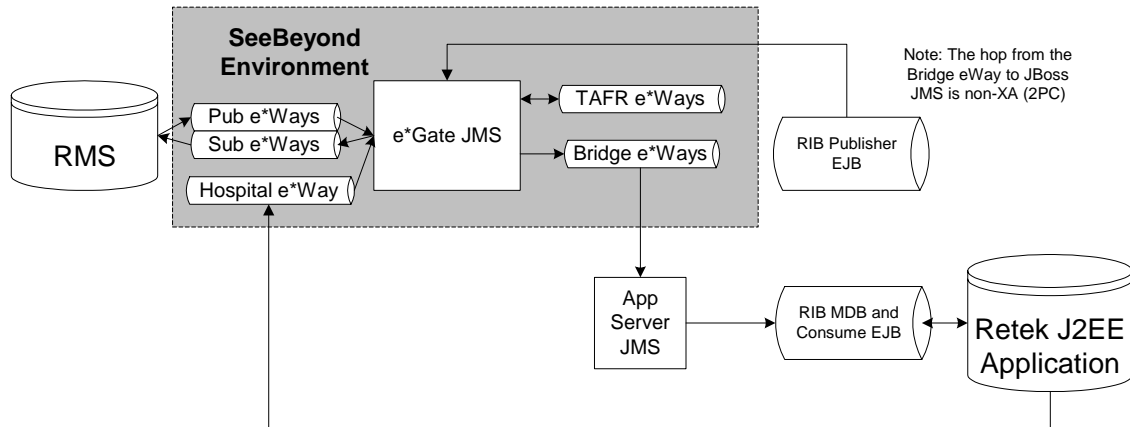 SeeBeyond
Environment
RMS
Pub e*Ways
Sub e*Ways
Hospital e*Way
e*Gate JMS
TAFR e*Ways
Bridge e*Ways
Note: The hop from the
Bridge eWay to JBoss
JMS is non-XA (2PC)
RIB Publisher
EJB
App
Server
JMS
RIB MDB and
Consume EJB
Retek J2EE
Application